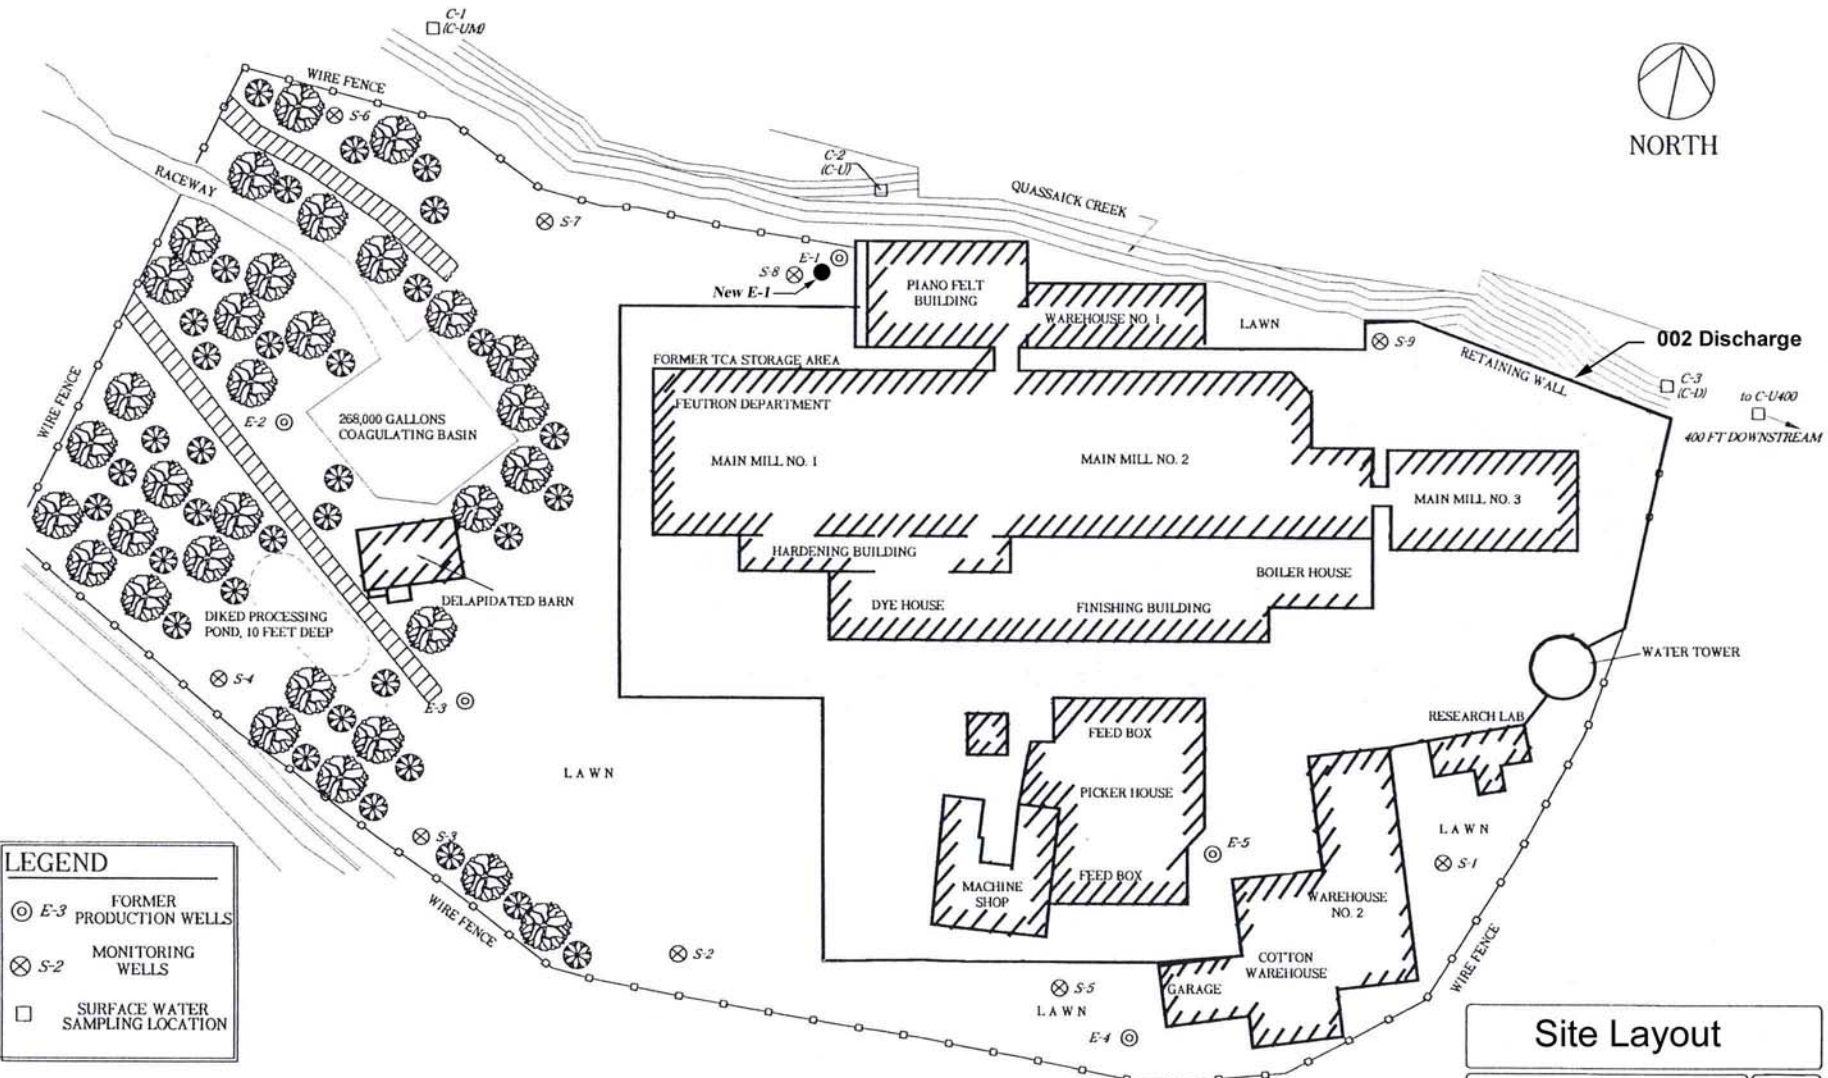 C-1
(C-UM)
WIRE FENCE
S-6
NORTH
RACEWAY
C-2
(C-U)
QUASSAICK CREEK
S-7
E-1
S-8
New E-1
PIANO FELT
BUILDING
WAREHOUSE NO. 1
LAWN
S-9
002 Discharge
RETAINING WALL
C-3
(C-D)
to C-U400
400 FT DOWNSTREAM
FORMER TCA STORAGE AREA
FEUTRON DEPARTMENT
WIRE FENCE
E-2
268,000 GALLONS
COAGULATING BASIN
MAIN MILL NO. 1
MAIN MILL NO. 2
MAIN MILL NO. 3
HARDENING BUILDING
BOILER HOUSE
DELAPIDATED BARN
DYE HOUSE
FINISHING BUILDING
DIKED PROCESSING
POND, 10 FEET DEEP
WATER TOWER
S-4
E-3
RESEARCH LAB
FEED BOX
LAWN
PICKER HOUSE
LAWN
S-3
E-5
S-1
FEED BOX
MACHINE
SHOP
WAREHOUSE
NO. 2
WIRE FENCE
S-2
COTTON
WAREHOUSE
WIRE FENCE
S-5
GARAGE
LAWN
E-4
LEGEND
E-3
FORMER
PRODUCTION WELLS
S-2
MONITORING
WELLS
SURFACE WATER
SAMPLING LOCATION
Site Layout